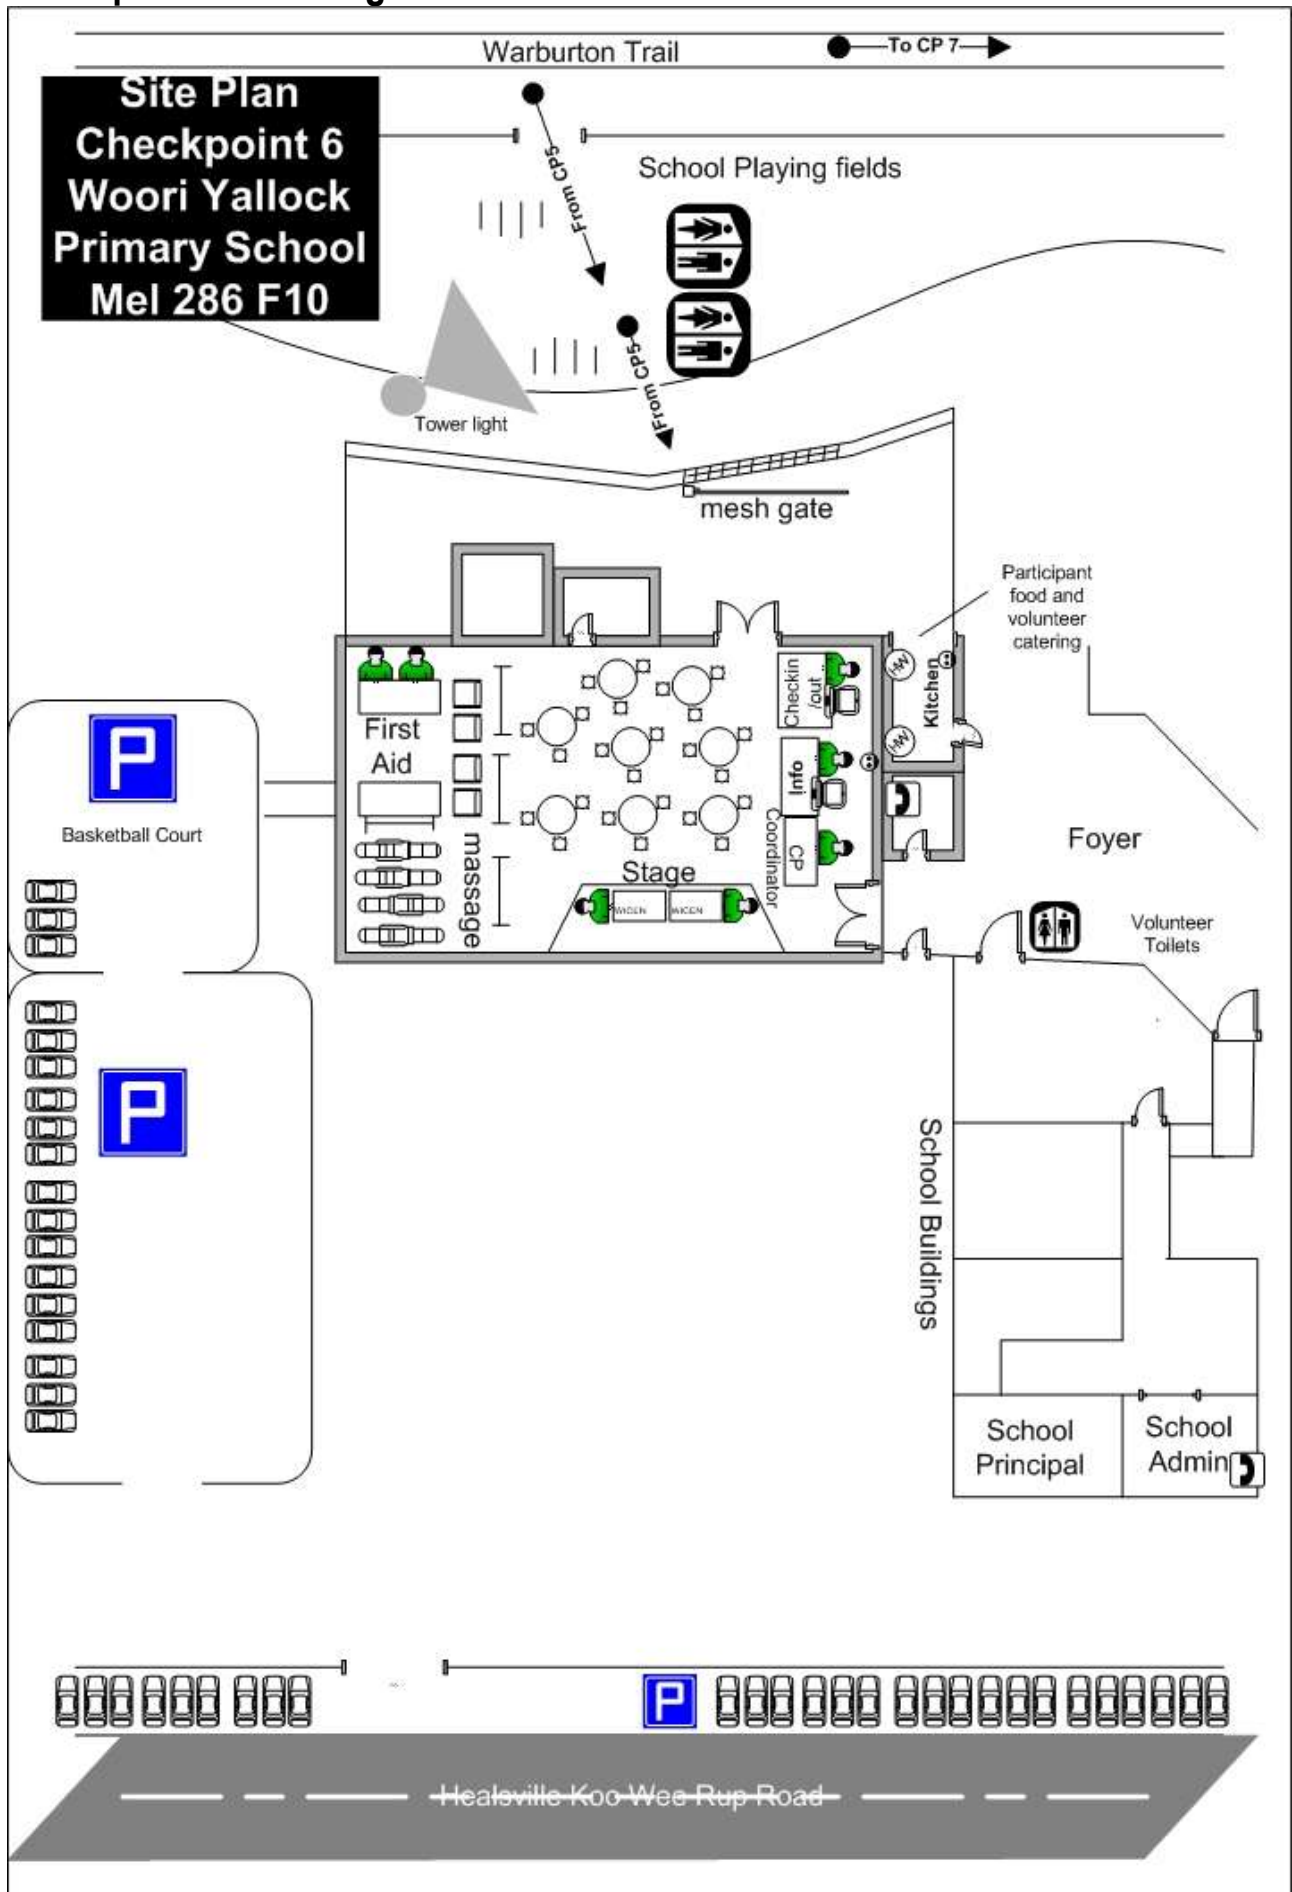 Warburton Trail
To CP 7
Site Plan
Checkpoint 6
Woori Yallock
Primary School
Mel 286 F10
From CP5
School Playing fields
From CP5
Tower light
mesh gate
Participant
food and
volunteer
catering
Checkin
/out
HW
Kitchen
HW
First
Aid
Info
P
Basketball Court
Coordinator
CP
massage
Stage
WICEN
WICEN
Foyer
Volunteer
Toilets
P
School Buildings
School
Principal
School
Admin
P
Healsville Koo Wee Rup Road